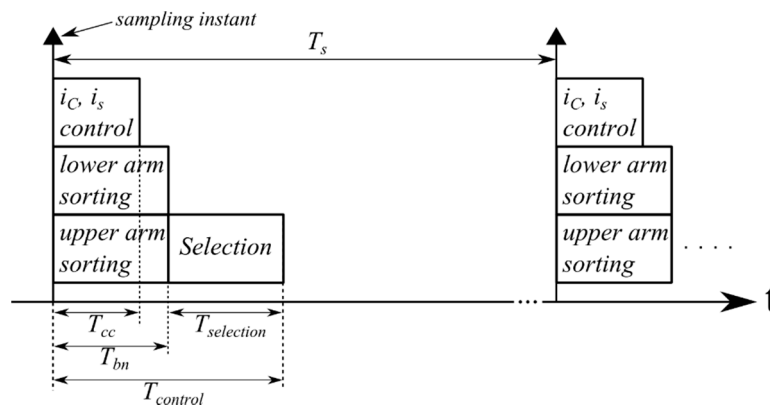 sampling instant
T_s
i_C, i_s
control
i_C, i_s
control
lower arm
sorting
lower arm
sorting
upper arm
sorting
Selection
upper arm
sorting
. . . .
...
t
T_cc
T_selection
T_bn
T_control